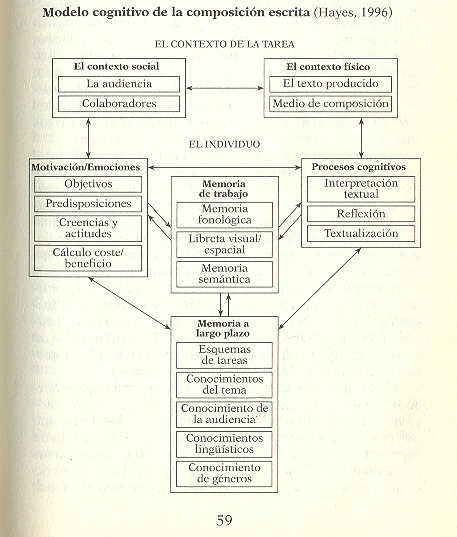 Modelo cognitivo de la composición escrita (Hayes, 1996)
EL CONTEXTO DE LA TAREA
El contexto social
La audiencia
Colaboradores
El contexto físico
El texto producido
Medio de composición
EL INDIVIDUO
Motivación/Emociones
Objetivos
Predisposiciones
Creencias y
actitudes
Cálculo coste/
beneficio
Memoria
de trabajo
Memoria
fonológica
Libreta visual/
espacial
Memoria
semántica
Procesos cognitivos
Interpretación
textual
Reflexión
Textualización
Memoria a
largo plazo
Esquemas
de tareas
Conocimientos
del tema
Conocimiento de
la audiencia
Conocimientos
lingüísticos
Conocimiento
de géneros
59